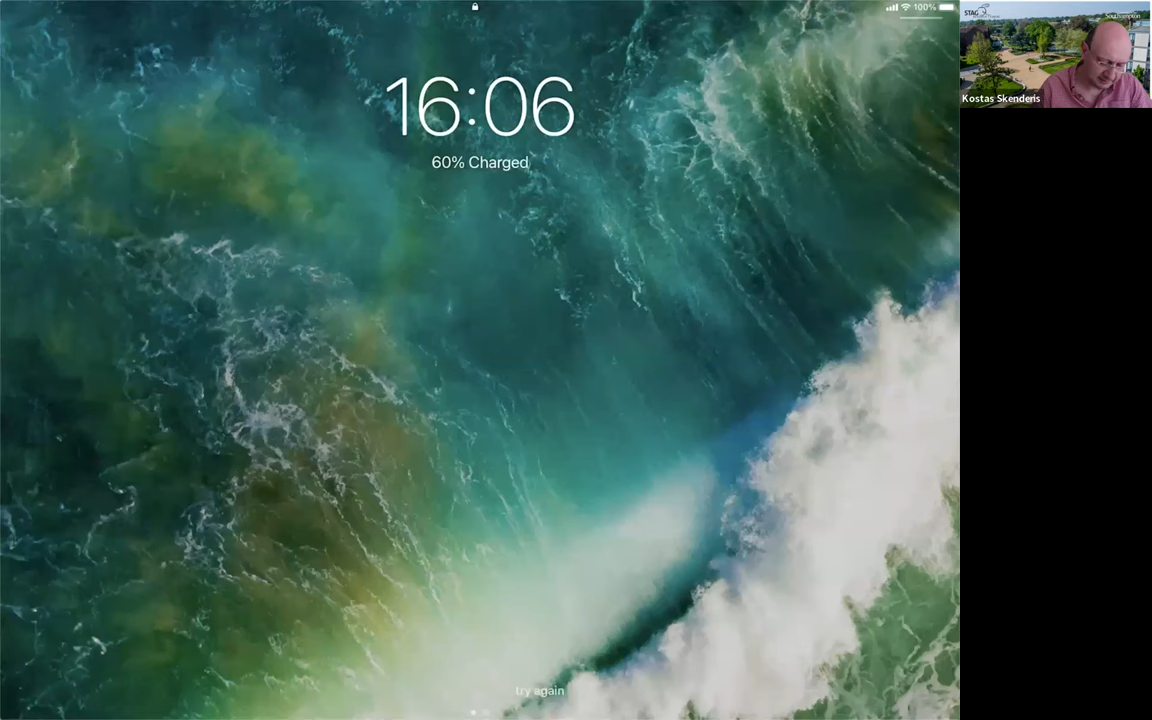 100%
16:06
60% Charged
try again
STAG
Southampton
Kostas Skenderis